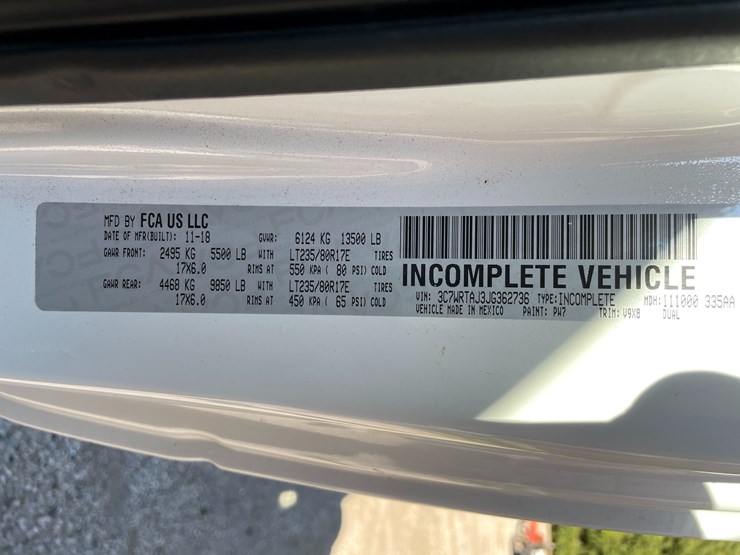 MFD BY FCA US LLC
DATE OF MFR(BUILT): 11-18 GVWR: 6124 KG 13500 LB
GAWR FRONT: 2495 KG 5500 LB WITH LT235/80R17E TIRES
17X6.0 RIMS AT 550 KPA ( 80 PSI) COLD
GAWR REAR: 4468 KG 9850 LB WITH LT235/80R17E TIRES
17X6.0 RIMS AT 450 KPA ( 65 PSI) COLD
INCOMPLETE VEHICLE
VIN: 3C7WRTAJ3JG362736 TYPE:INCOMPLETE MDH:111000 335AA
VEHICLE MADE IN MEXICO PAINT: PW7 TRIM: V9X8 DUAL